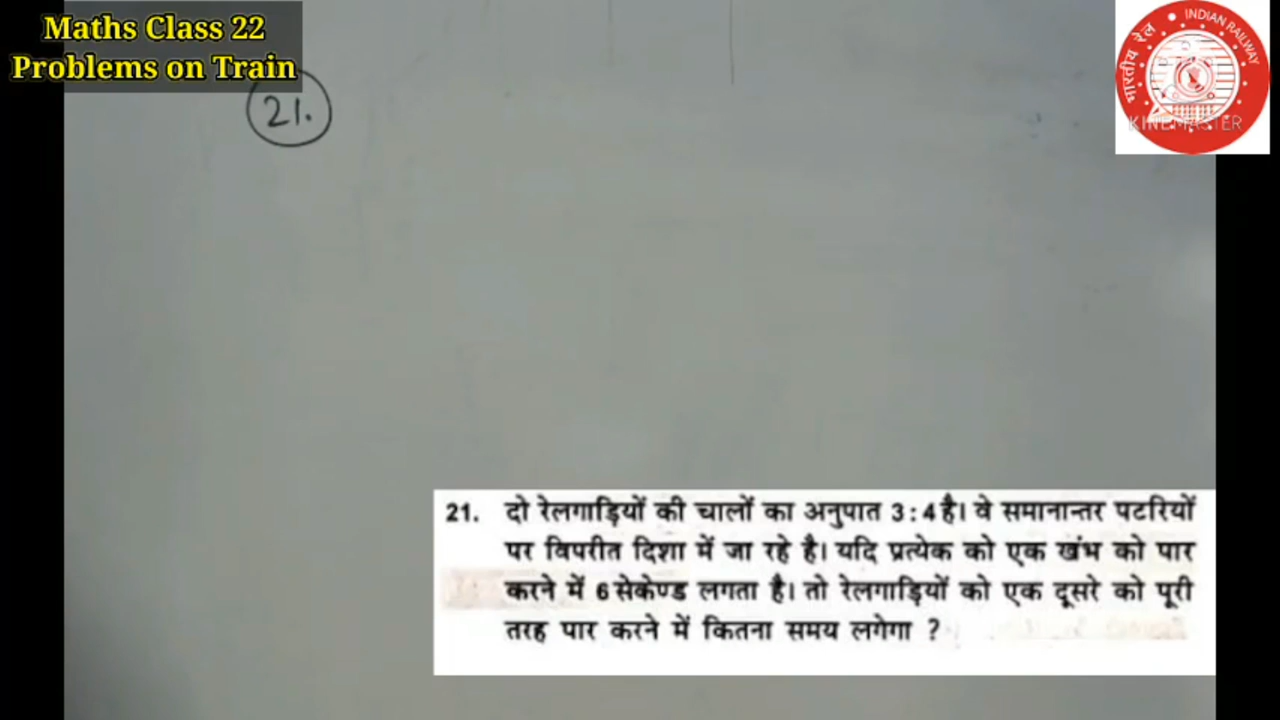 Maths Class 22
Problems on Train
भारतीय रेल
INDIAN RAILWAY
KINEMASTER
21.
21. दो रेलगाड़ियों की चालों का अनुपात 3 : 4 है। वे समानान्तर पटरियों
पर विपरीत दिशा में जा रहे है। यदि प्रत्येक को एक खंभ को पार
करने में 6 सेकेण्ड लगता है। तो रेलगाड़ियों को एक दूसरे को पूरी
तरह पार करने में कितना समय लगेगा ?